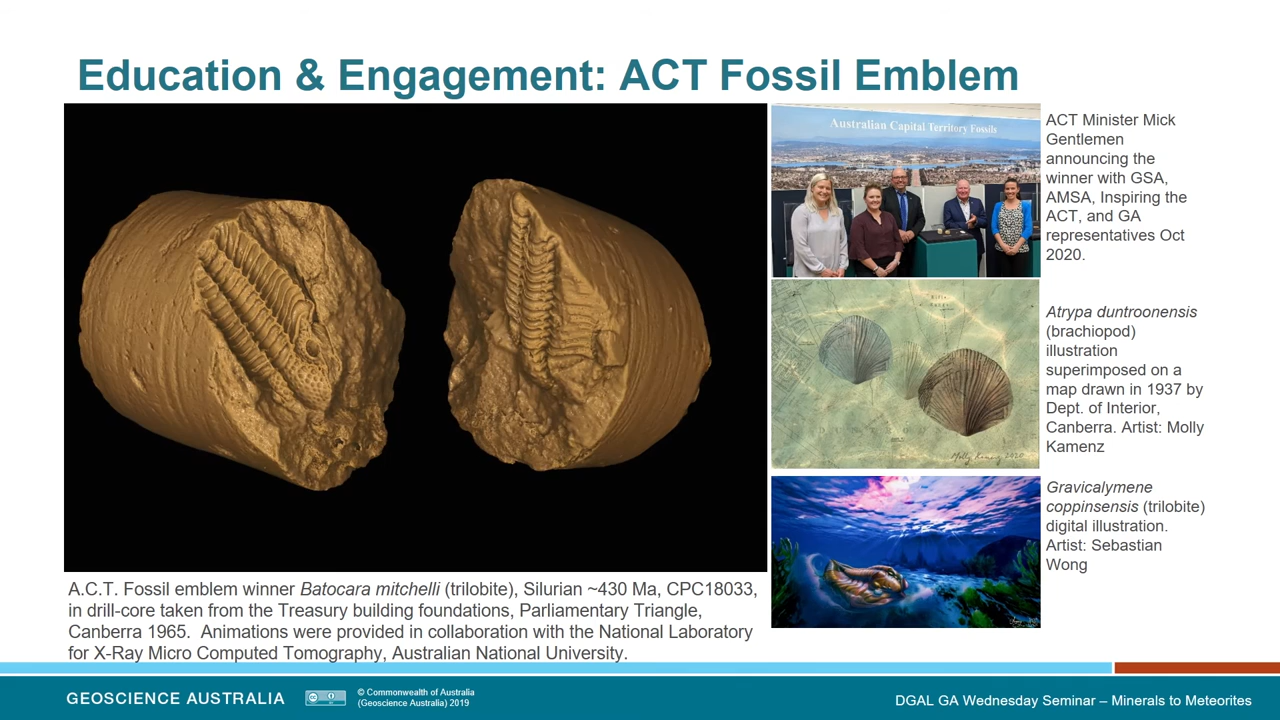 Education & Engagement: ACT Fossil Emblem
Australian Capital Territory Fossils
ACT Minister Mick
Gentlemen
announcing the
winner with GSA,
AMSA, Inspiring the
ACT, and GA
representatives Oct
2020.
Atrypa duntroonensis
(brachiopod)
illustration
superimposed on a
map drawn in 1937 by
Dept. of Interior,
Canberra. Artist: Molly
Kamenz
Molly Kamenz 2020
Gravicalymene
coppinsensis (trilobite)
digital illustration.
Artist: Sebastian
Wong
A.C.T. Fossil emblem winner Batocara mitchelli (trilobite), Silurian ~430 Ma, CPC18033,
in drill-core taken from the Treasury building foundations, Parliamentary Triangle,
Canberra 1965. Animations were provided in collaboration with the National Laboratory
for X-Ray Micro Computed Tomography, Australian National University.
GEOSCIENCE AUSTRALIA
© Commonwealth of Australia
(Geoscience Australia) 2019
DGAL GA Wednesday Seminar – Minerals to Meteorites